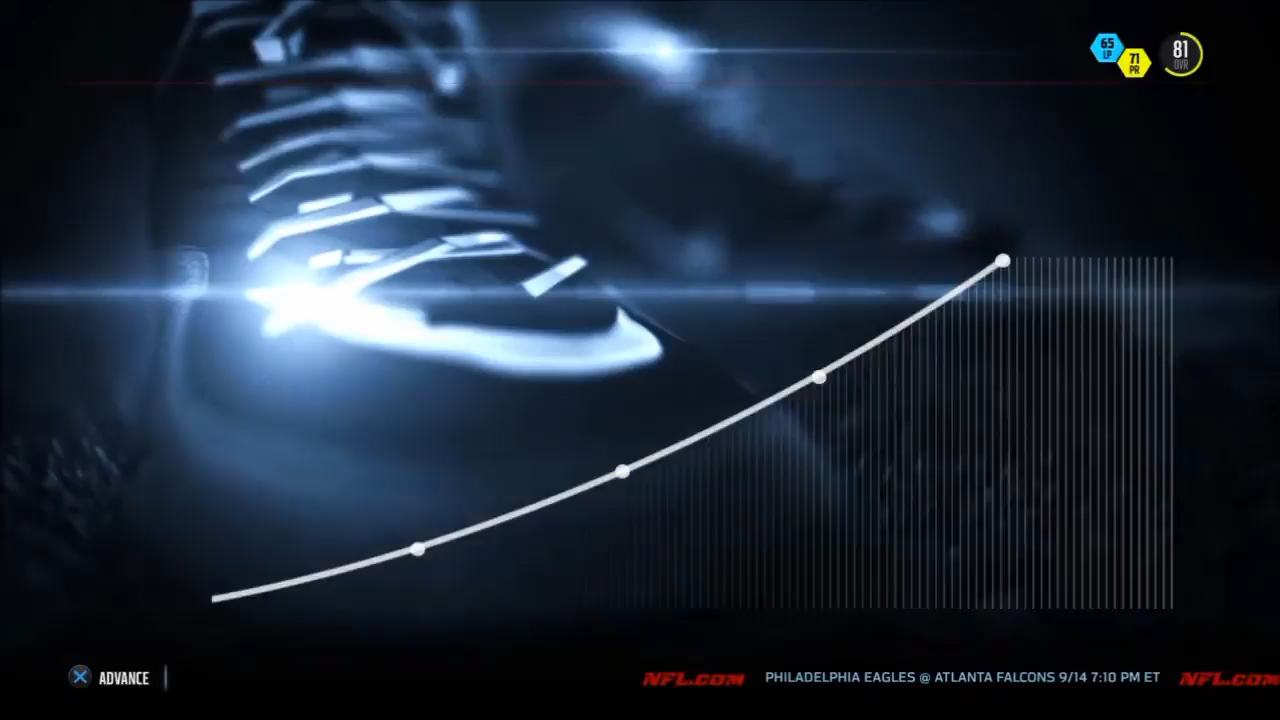 65
LP
71
PR
81
OVR
ADVANCE
NFL.COM PHILADELPHIA EAGLES @ ATLANTA FALCONS 9/14 7:10 PM ET NFL.COM